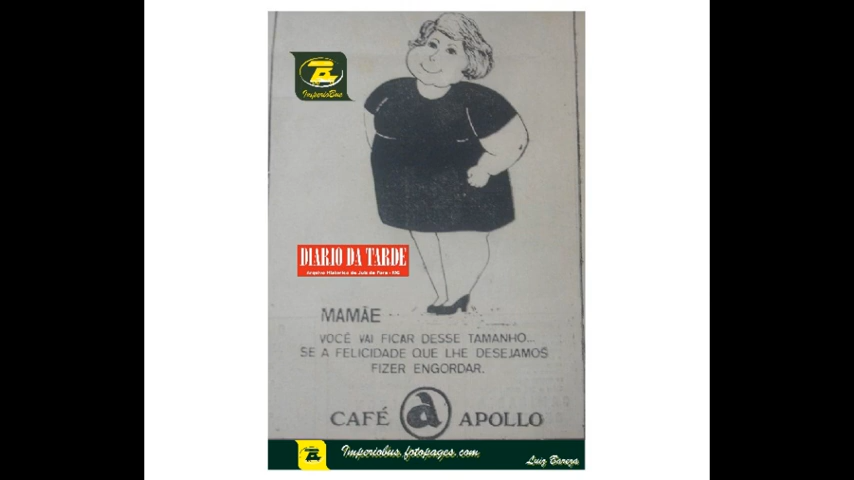 ImperioBus
DIARIO DA TARDE
Arquivo Historico de Juiz de Fora - MG
MAMÃE
VOCÊ VAI FICAR DESSE TAMANHO...
SE A FELICIDADE QUE LHE DESEJAMOS
FIZER ENGORDAR.
CAFÉ a APOLLO
Imperiobus.fotopages.com
Luiz Bareza